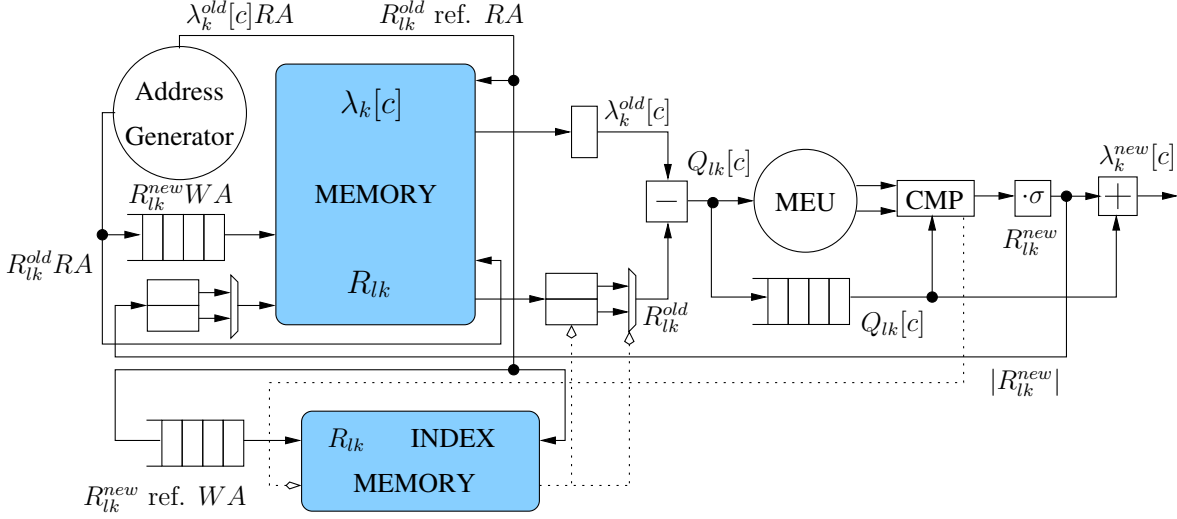 λ_k^{old}[c]RA
R_{lk}^{old} ref. RA
Address
Generator
λ_k[c]
MEMORY
R_{lk}
R_{lk}^{new}WA
R_{lk}^{old}RA
λ_k^{old}[c]
−
R_{lk}^{old}
Q_{lk}[c]
MEU
CMP
·σ
R_{lk}^{new}
+
λ_k^{new}[c]
Q_{lk}[c]
|R_{lk}^{new}|
R_{lk} INDEX
MEMORY
R_{lk}^{new} ref. WA